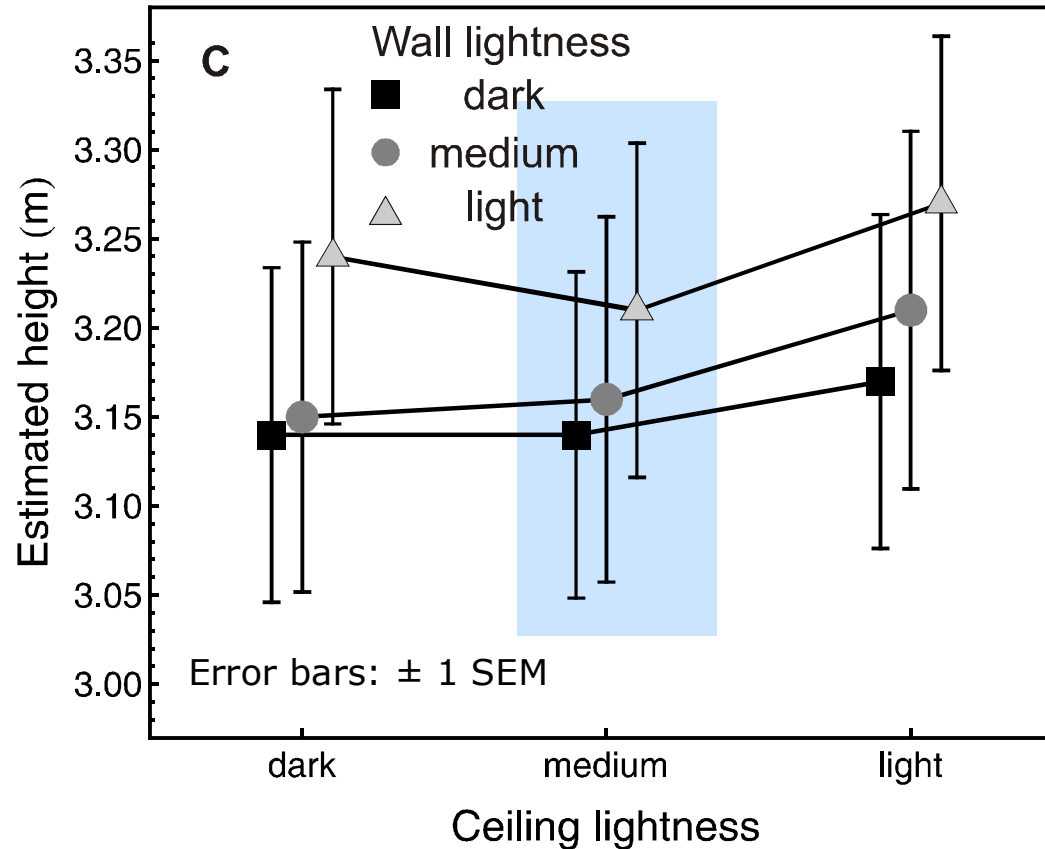 C
Wall lightness
dark
medium
light
3.35
3.30
3.25
3.20
3.15
3.10
3.05
3.00
Estimated height (m)
Error bars: ± 1 SEM
dark medium light
Ceiling lightness